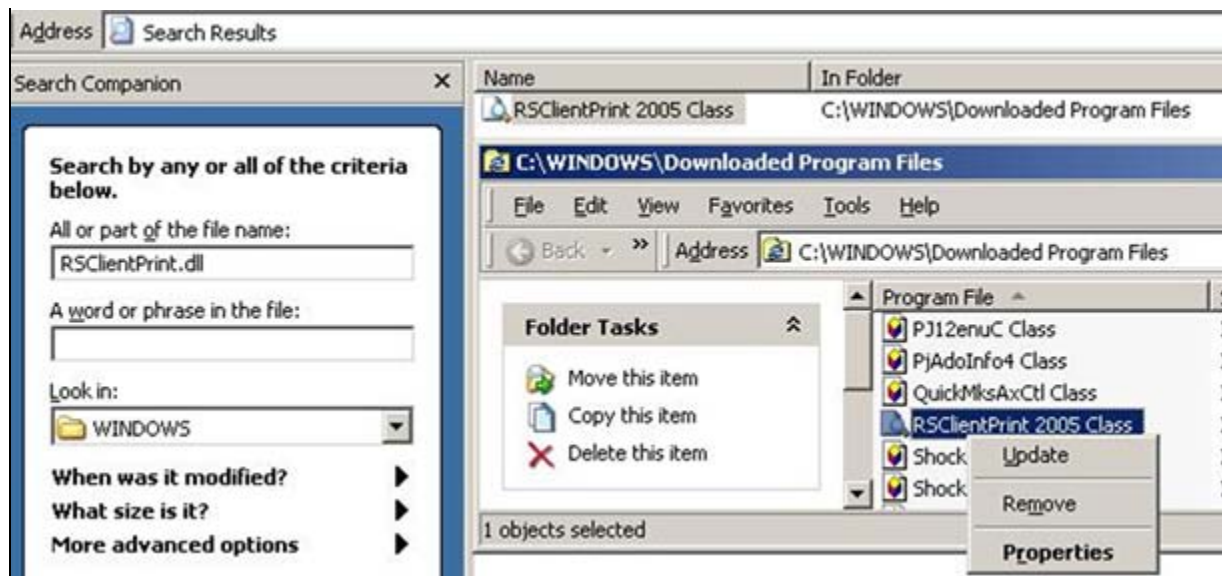 Address Search Results
Search Companion
Search by any or all of the criteria
below.
All or part of the file name:
RSClientPrint.dll
A word or phrase in the file:
Look in:
WINDOWS
When was it modified?
What size is it?
More advanced options
Name In Folder
RSClientPrint 2005 Class C:\WINDOWS\Downloaded Program Files
C:\WINDOWS\Downloaded Program Files
File Edit View Favorites Tools Help
Back » Address C:\WINDOWS\Downloaded Program Files
Folder Tasks
Move this item
Copy this item
Delete this item
Program File
PJ12enuC Class
PjAdoInfo4 Class
QuickMksAxCtl Class
RSClientPrint 2005 Class
Shock
Shock
Update
Remove
Properties
1 objects selected